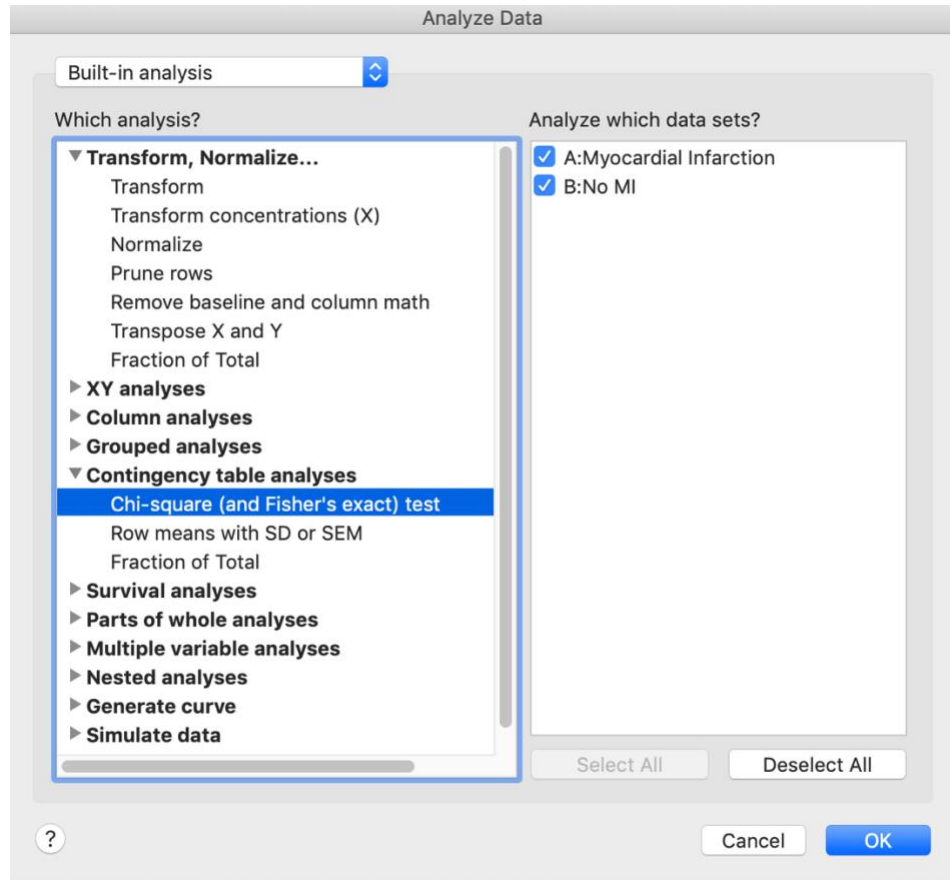 Analyze Data
Built-in analysis
Which analysis?
Transform, Normalize...
Transform
Transform concentrations (X)
Normalize
Prune rows
Remove baseline and column math
Transpose X and Y
Fraction of Total
XY analyses
Column analyses
Grouped analyses
Contingency table analyses
Chi-square (and Fisher's exact) test
Row means with SD or SEM
Fraction of Total
Survival analyses
Parts of whole analyses
Multiple variable analyses
Nested analyses
Generate curve
Simulate data
Analyze which data sets?
A:Myocardial Infarction
B:No MI
Select All
Deselect All
?
Cancel
OK